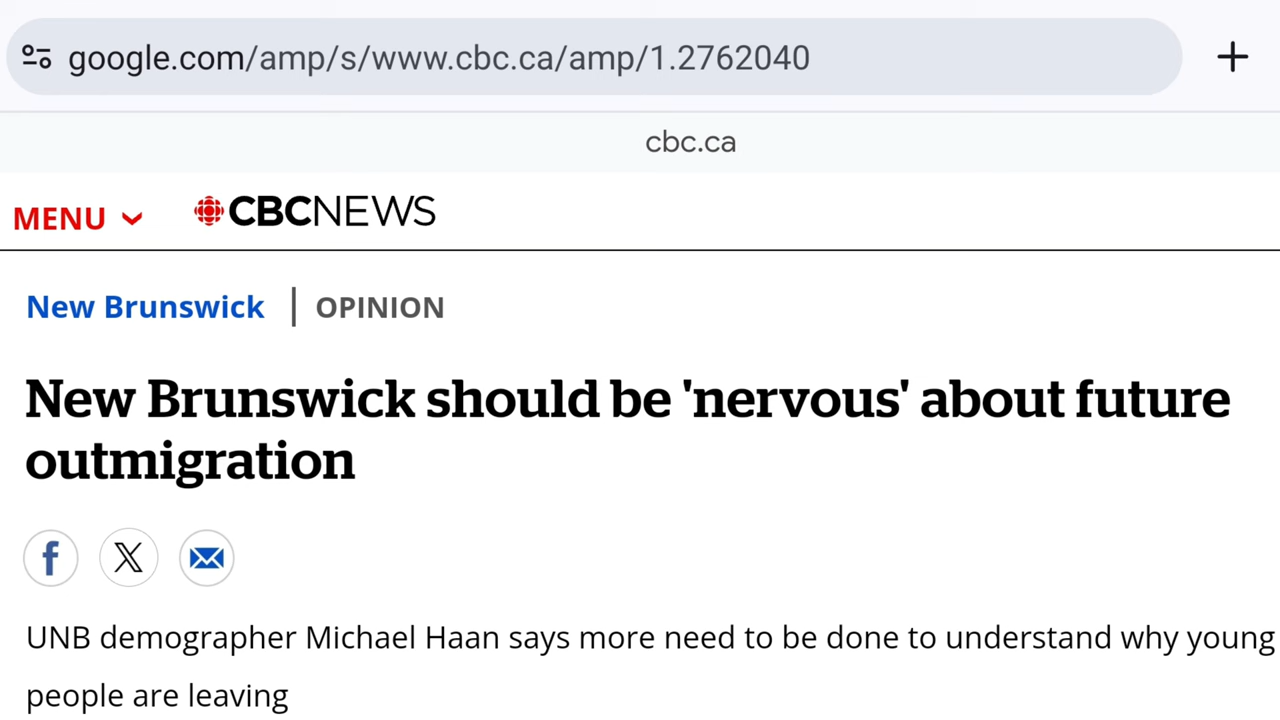 google.com/amp/s/www.cbc.ca/amp/1.2762040
cbc.ca
MENU
CBCNEWS
New Brunswick | OPINION
New Brunswick should be 'nervous' about future
outmigration
UNB demographer Michael Haan says more need to be done to understand why young
people are leaving